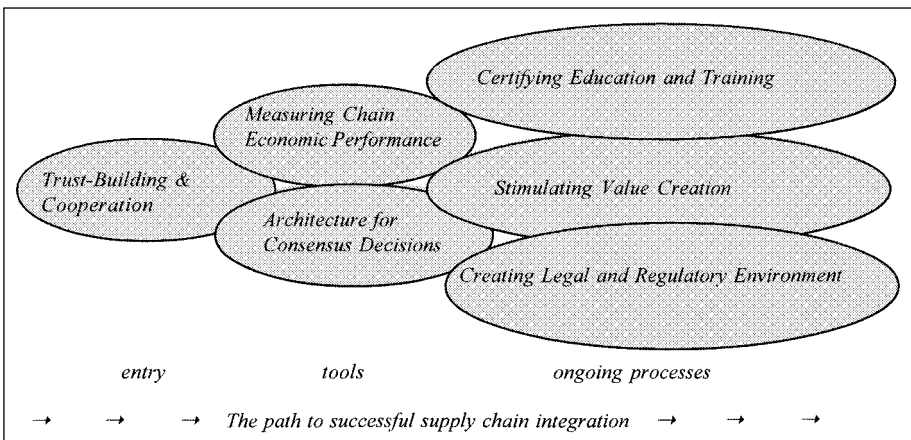 Certifying Education and Training
Measuring Chain
Economic Performance
Trust-Building &
Cooperation
Stimulating Value Creation
Architecture for
Consensus Decisions
Creating Legal and Regulatory Environment
entry tools ongoing processes
→ → → The path to successful supply chain integration → → →